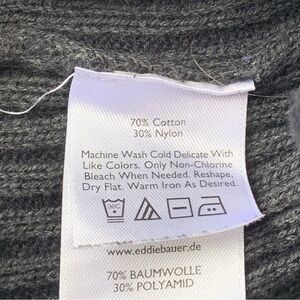 70% Cotton
30% Nylon
Machine Wash Cold Delicate With
Like Colors. Only Non-Chlorine
Bleach When Needed. Reshape,
Dry Flat. Warm Iron As Desired.
30C
www.eddiebauer.de
70% BAUMWOLLE
30% POLYAMID